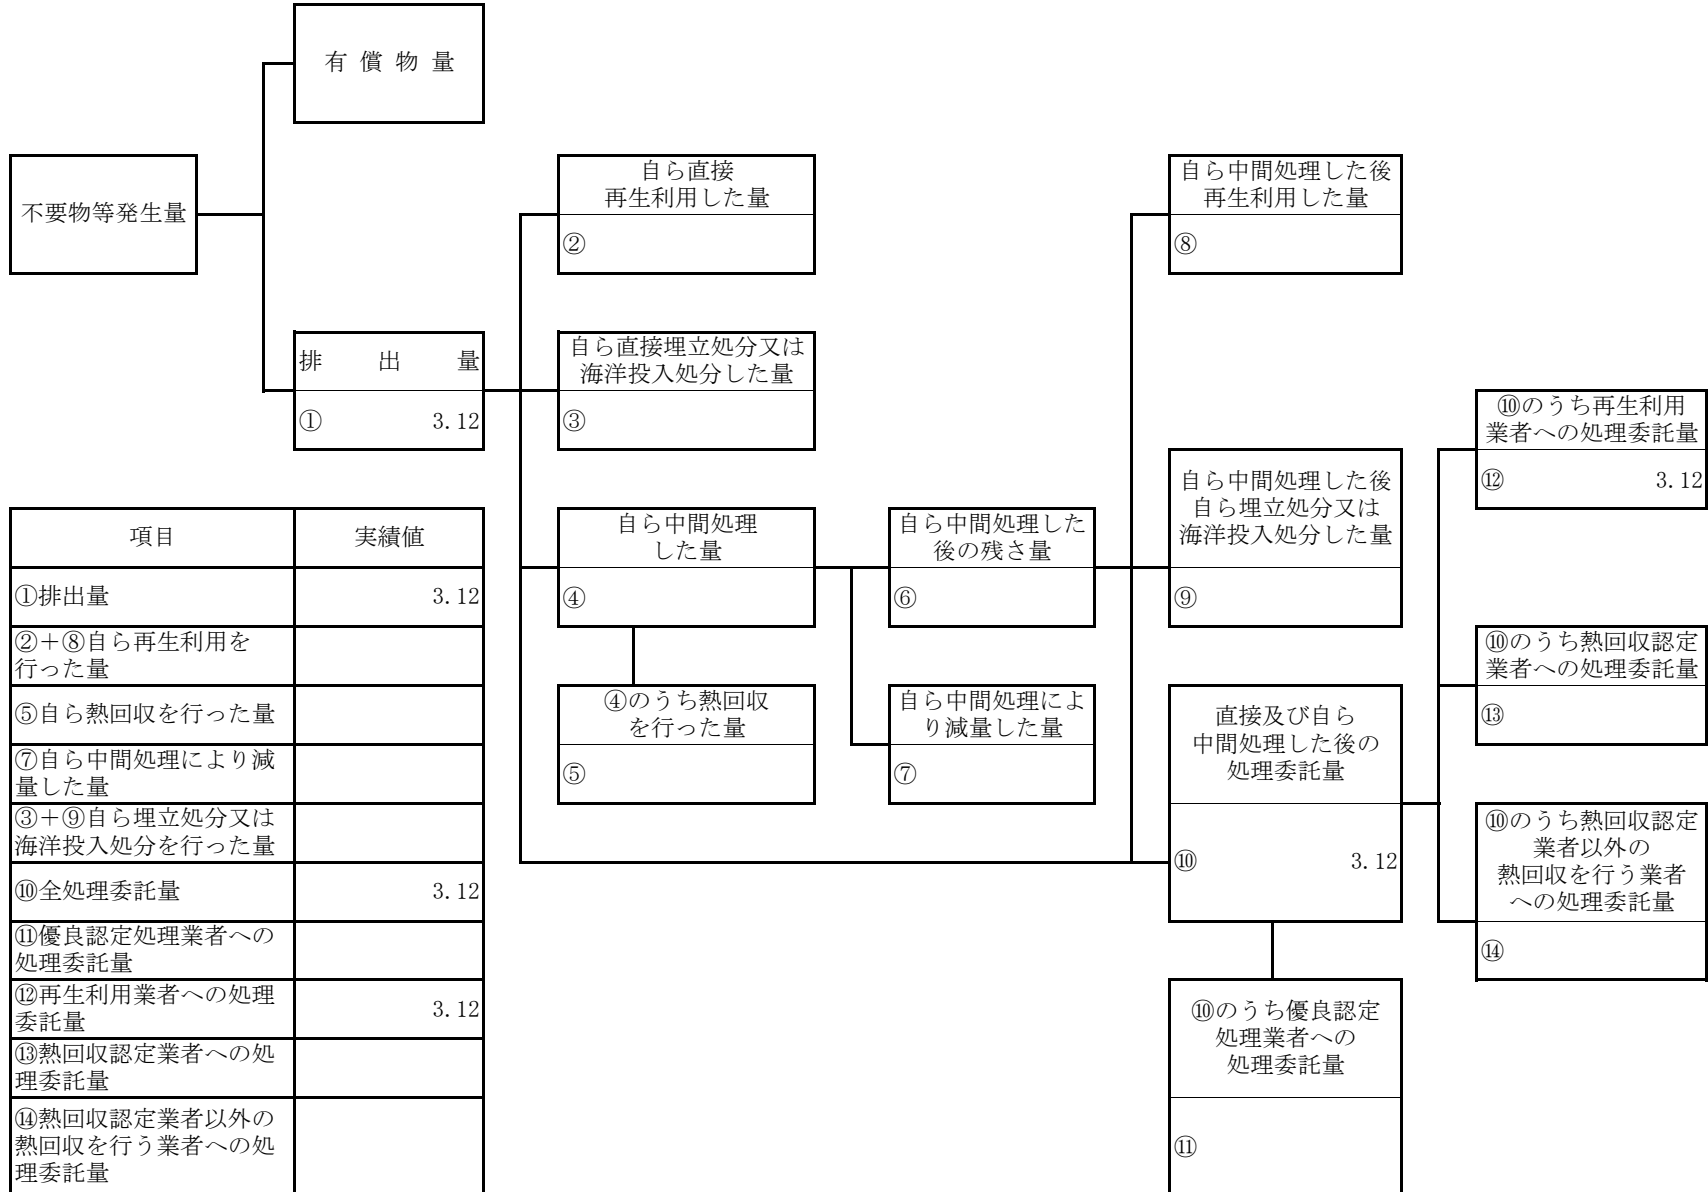 有償物量
不要物等発生量
自ら直接
再生利用した量
②
自ら中間処理した後
再生利用した量
⑧
排出量
① 3.12
自ら直接埋立処分又は
海洋投入処分した量
③
⑩のうち再生利用
業者への処理委託量
⑫ 3.12
自ら中間処理した後
自ら埋立処分又は
海洋投入処分した量
⑨
自ら中間処理
した量
④
自ら中間処理した
後の残さ量
⑥
⑩のうち熱回収認定
業者への処理委託量
⑬
④のうち熱回収
を行った量
⑤
自ら中間処理によ
り減量した量
⑦
直接及び自ら
中間処理した後の
処理委託量
⑩ 3.12
⑩のうち熱回収認定
業者以外の
熱回収を行う業者
への処理委託量
⑭
⑩のうち優良認定
処理業者への
処理委託量
⑪
項目 実績値
①排出量 3.12
②+⑧自ら再生利用を
行った量
⑤自ら熱回収を行った量
⑦自ら中間処理により減
量した量
③+⑨自ら埋立処分又は
海洋投入処分を行った量
⑩全処理委託量 3.12
⑪優良認定処理業者への
処理委託量
⑫再生利用業者への処理
委託量 3.12
⑬熱回収認定業者への処
理委託量
⑭熱回収認定業者以外の
熱回収を行う業者への処
理委託量